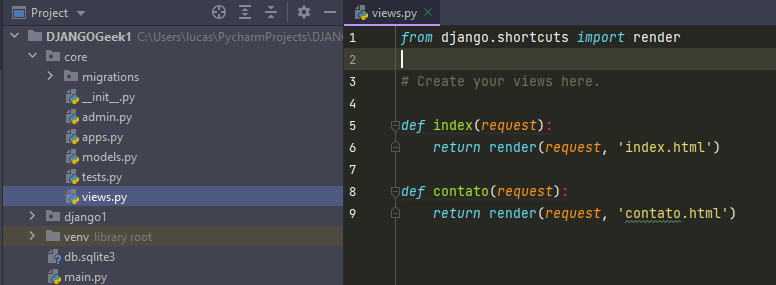 Project
DJANGOGeek1 C:\Users\lucas\PycharmProjects\DJANG
core
migrations
__init__.py
admin.py
apps.py
models.py
tests.py
views.py
django1
venv library root
db.sqlite3
main.py
views.py
1 from django.shortcuts import render
2
3 # Create your views here.
4
5 def index(request):
6 return render(request, 'index.html')
7
8 def contato(request):
9 return render(request, 'contato.html')